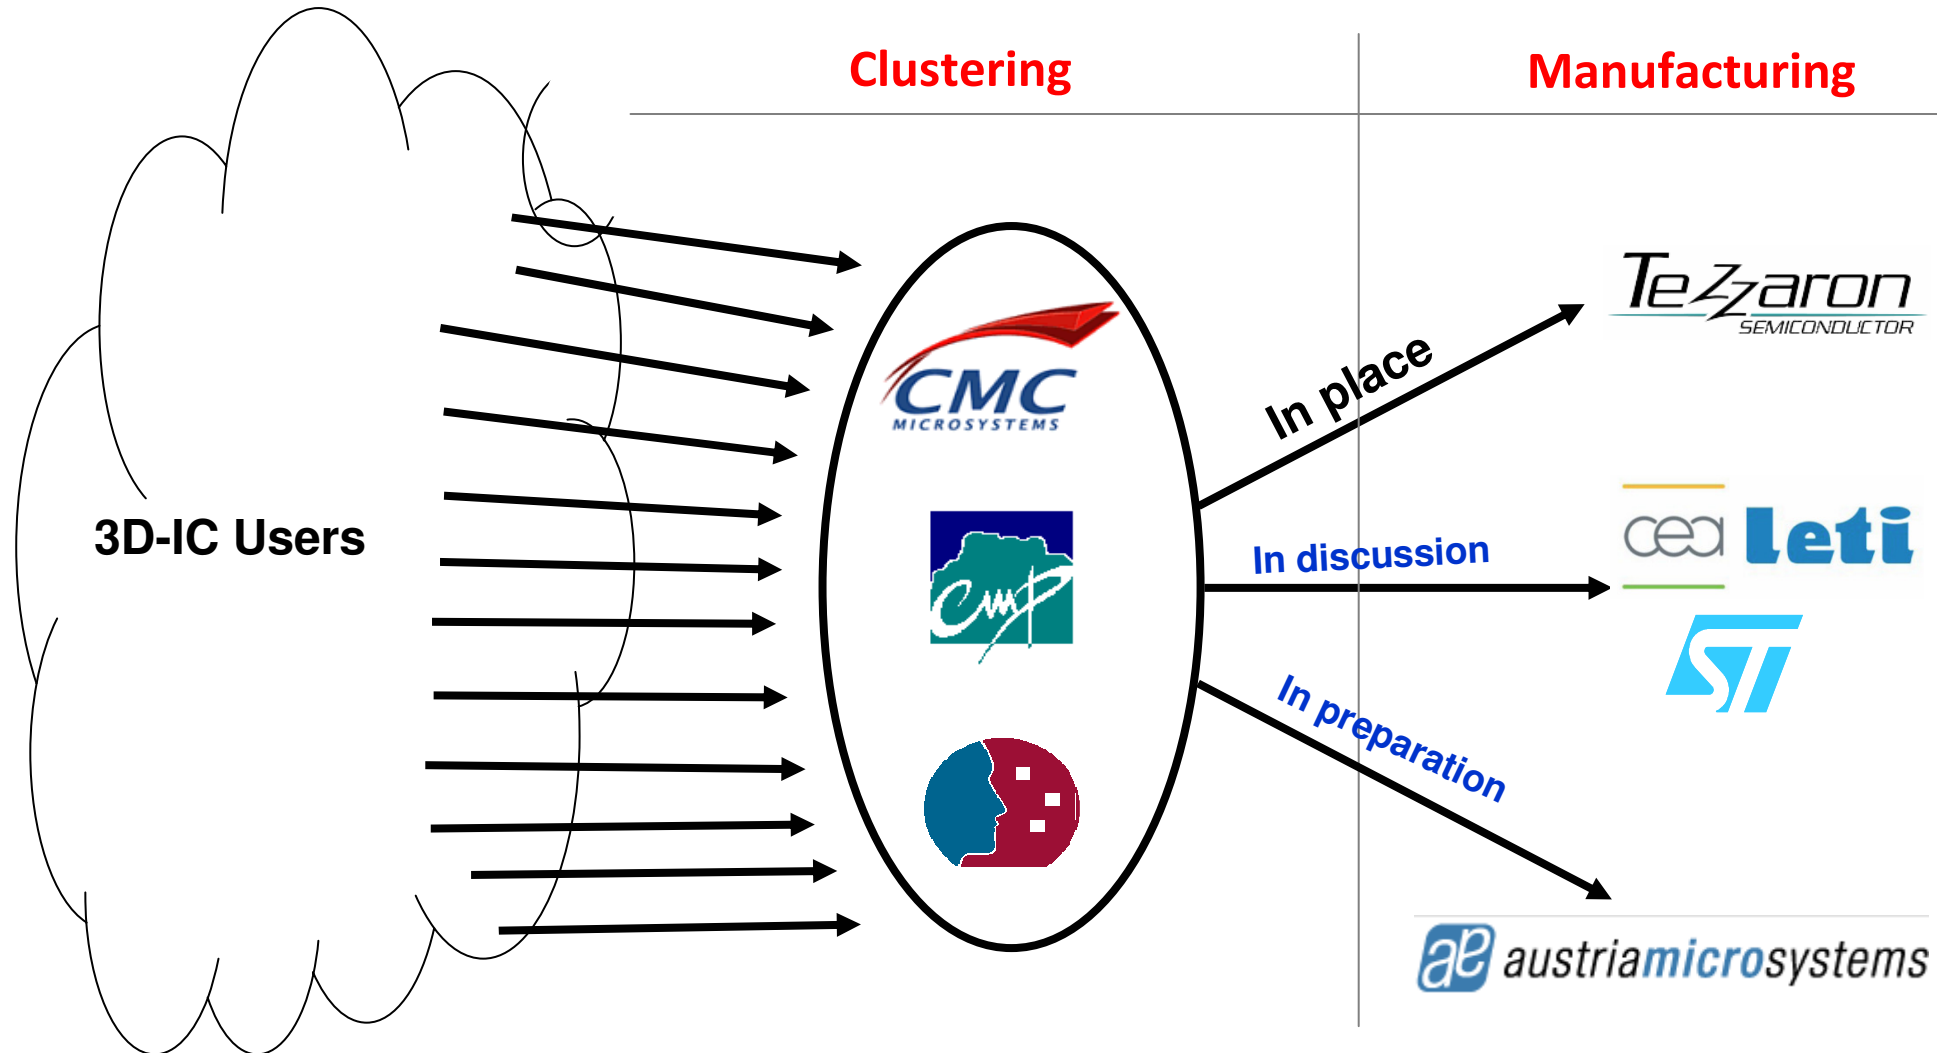 Clustering
Manufacturing
TeZzaron
SEMICONDUCTOR
In place
CMC
MICROSYSTEMS
3D-IC Users
In discussion
cea leti
cmp
ST
In preparation
ae austriamicrosystems